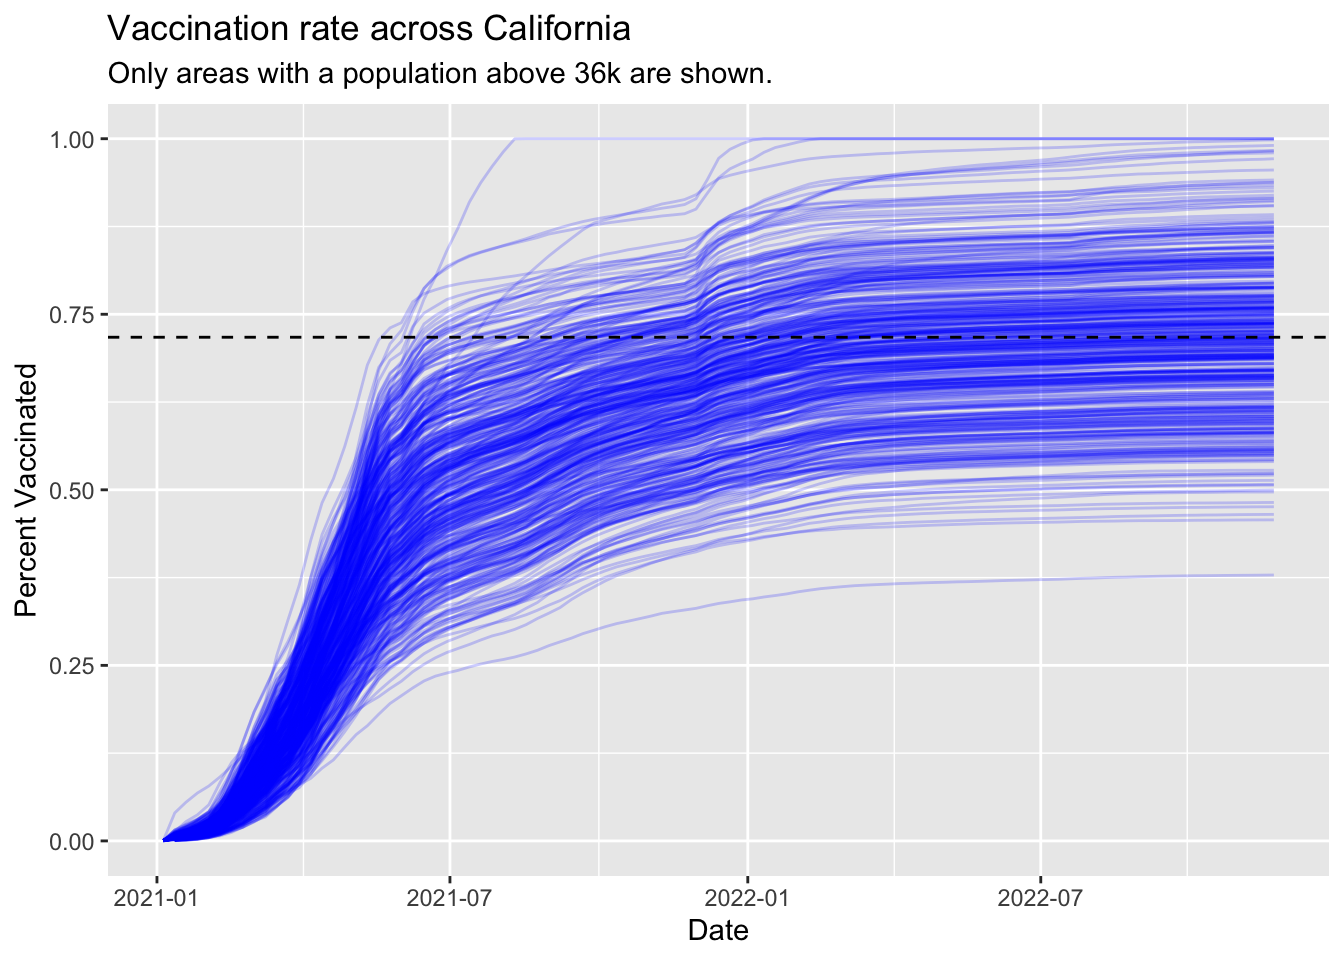 Vaccination rate across California
Only areas with a population above 36k are shown.
Percent Vaccinated
1.00
0.75
0.50
0.25
0.00
2021-01
2021-07
2022-01
2022-07
Date